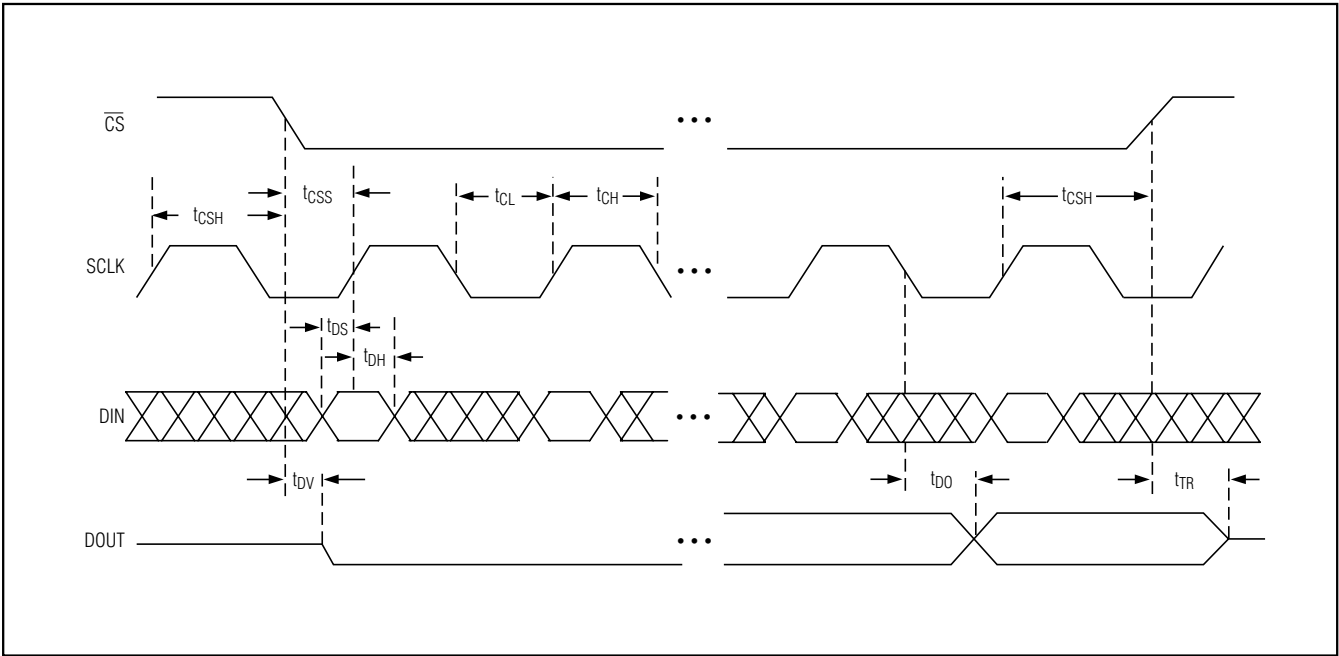 CS
tCSS
tCL
tCH
tCSH
tCSH
SCLK
tDS
tDH
DIN
tDV
tDO
tTR
DOUT